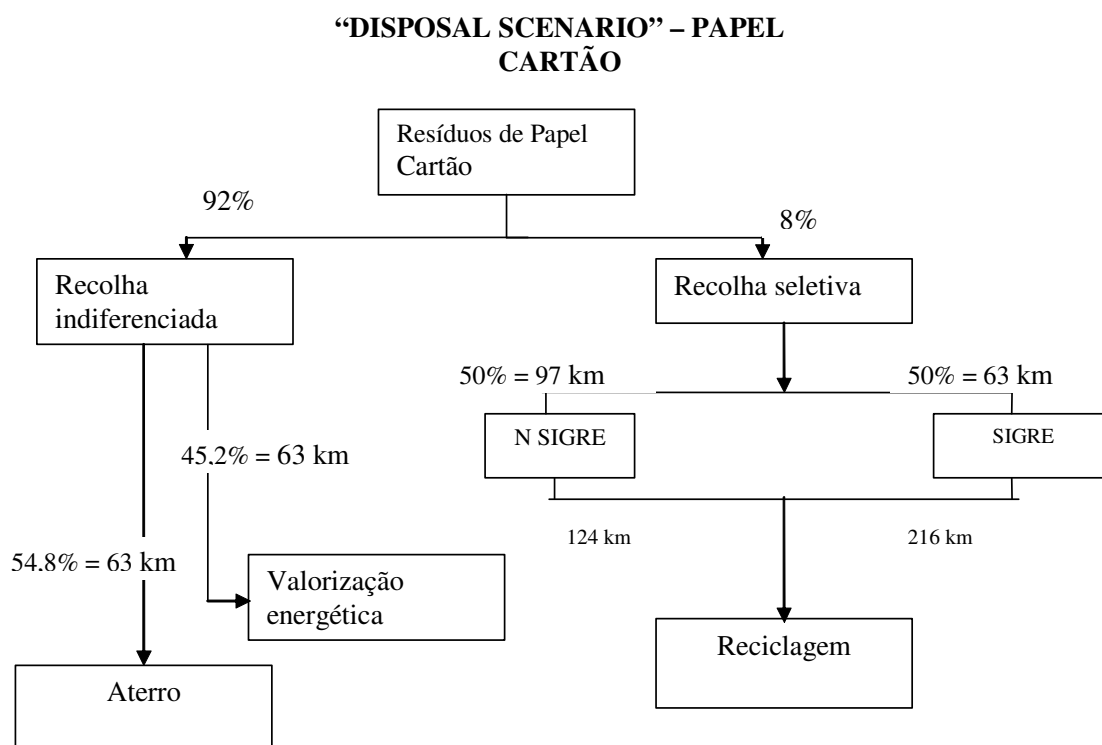 “DISPOSAL SCENARIO” – PAPEL
CARTÃO
Resíduos de Papel
Cartão
92%
8%
Recolha
indiferenciada
Recolha seletiva
50% = 97 km
50% = 63 km
N SIGRE
SIGRE
45,2% = 63 km
124 km
216 km
54,8% = 63 km
Valorização
energética
Reciclagem
Aterro